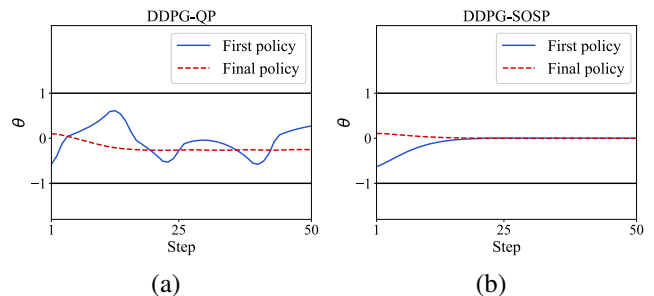 DDPG-QP
First policy
Final policy
1
0
−1
θ
1
25
50
Step
(a)
DDPG-SOSP
First policy
Final policy
1
0
−1
θ
1
25
50
Step
(b)